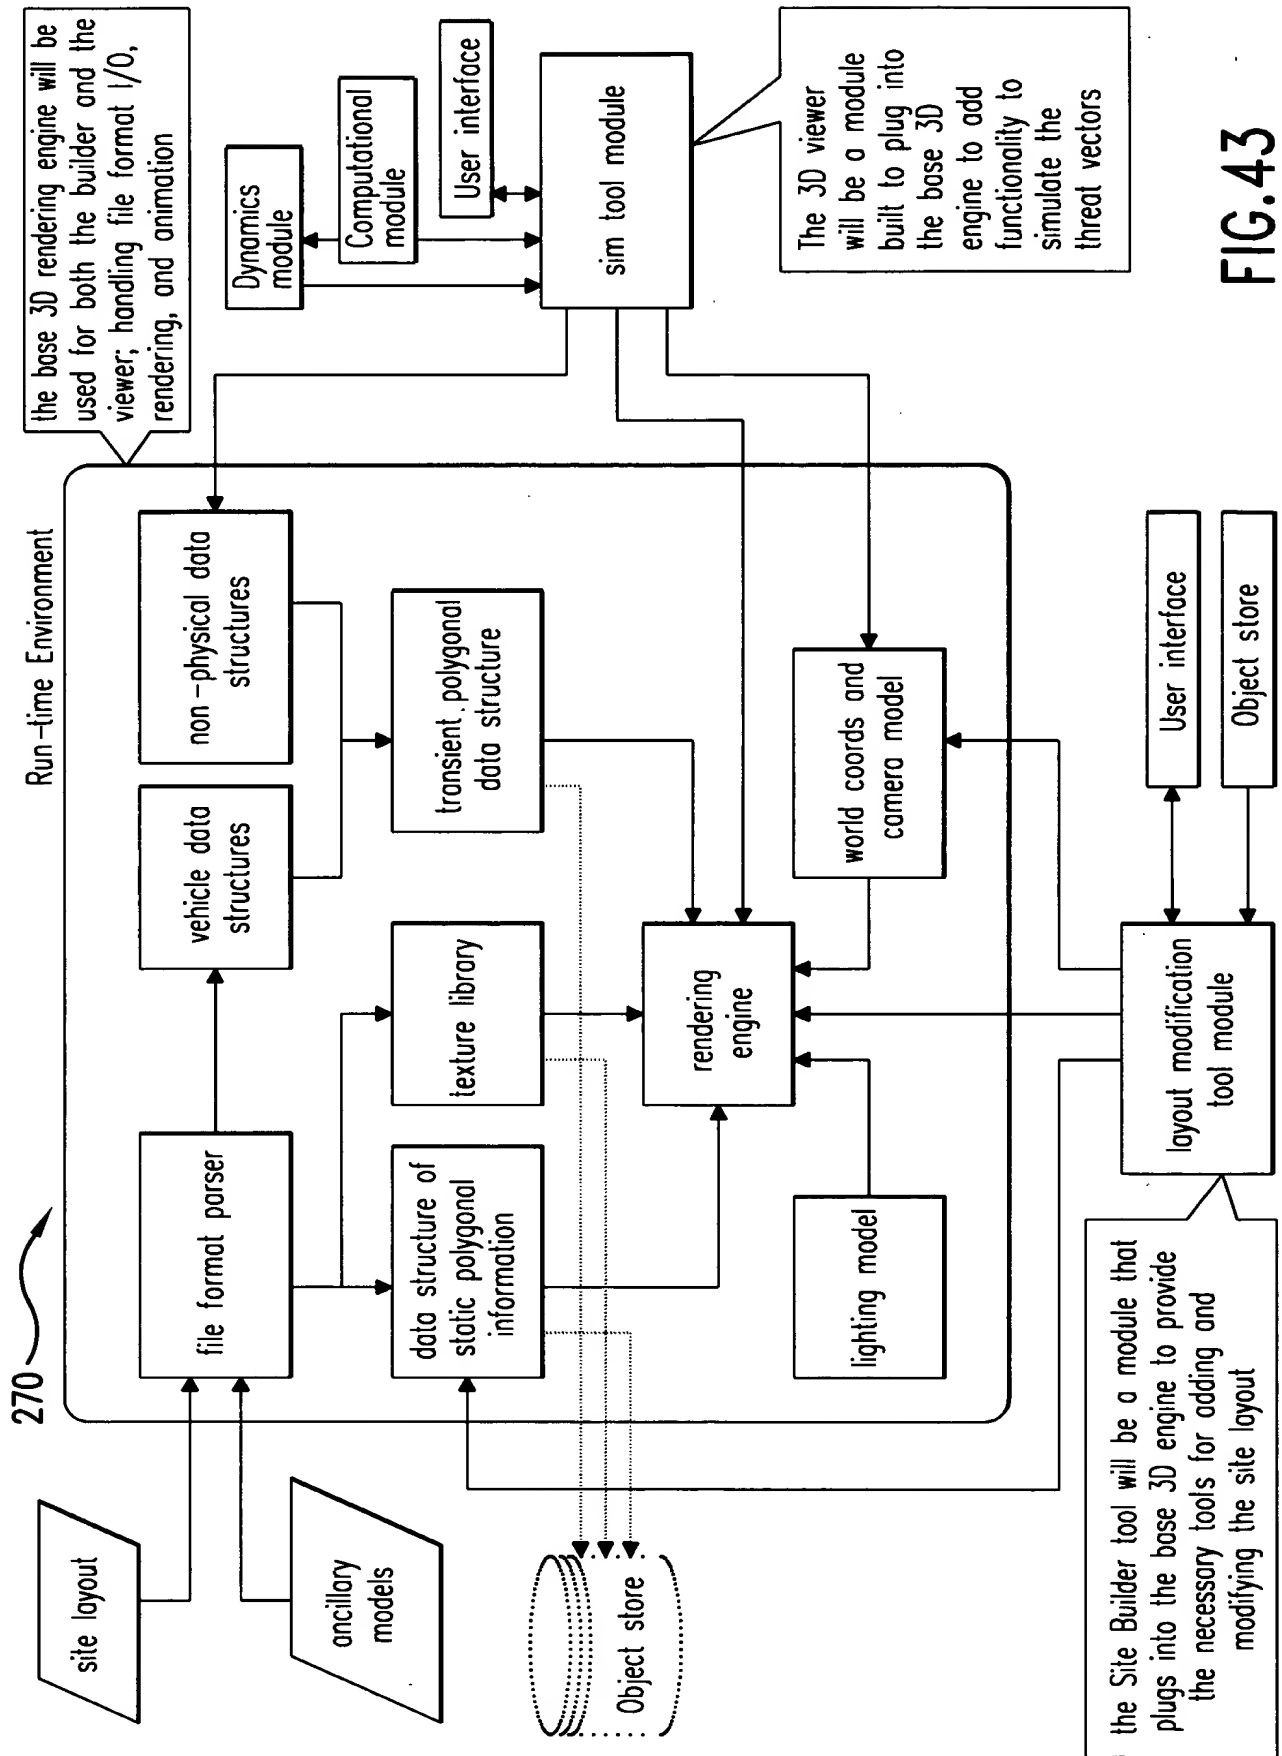 270
Run-time Environment
the base 3D rendering engine will be
used for both the builder and the
viewer; handling file format I/O,
rendering, and animation
site layout
ancillary
models
file format parser
vehicle data
structures
non-physical data
structures
Dynamics
module
Computational
module
User interface
data structure of
static polygonal
information
texture library
transient polygonal
data structure
sim tool module
Object store
rendering
engine
The 3D viewer
will be a module
built to plug into
the base 3D
engine to add
functionality to
simulate the
threat vectors
lighting model
world coords and
camera model
the Site Builder tool will be a module that
plugs into the base 3D engine to provide
the necessary tools for adding and
modifying the site layout
layout modification
tool module
User interface
Object store
FIG.43